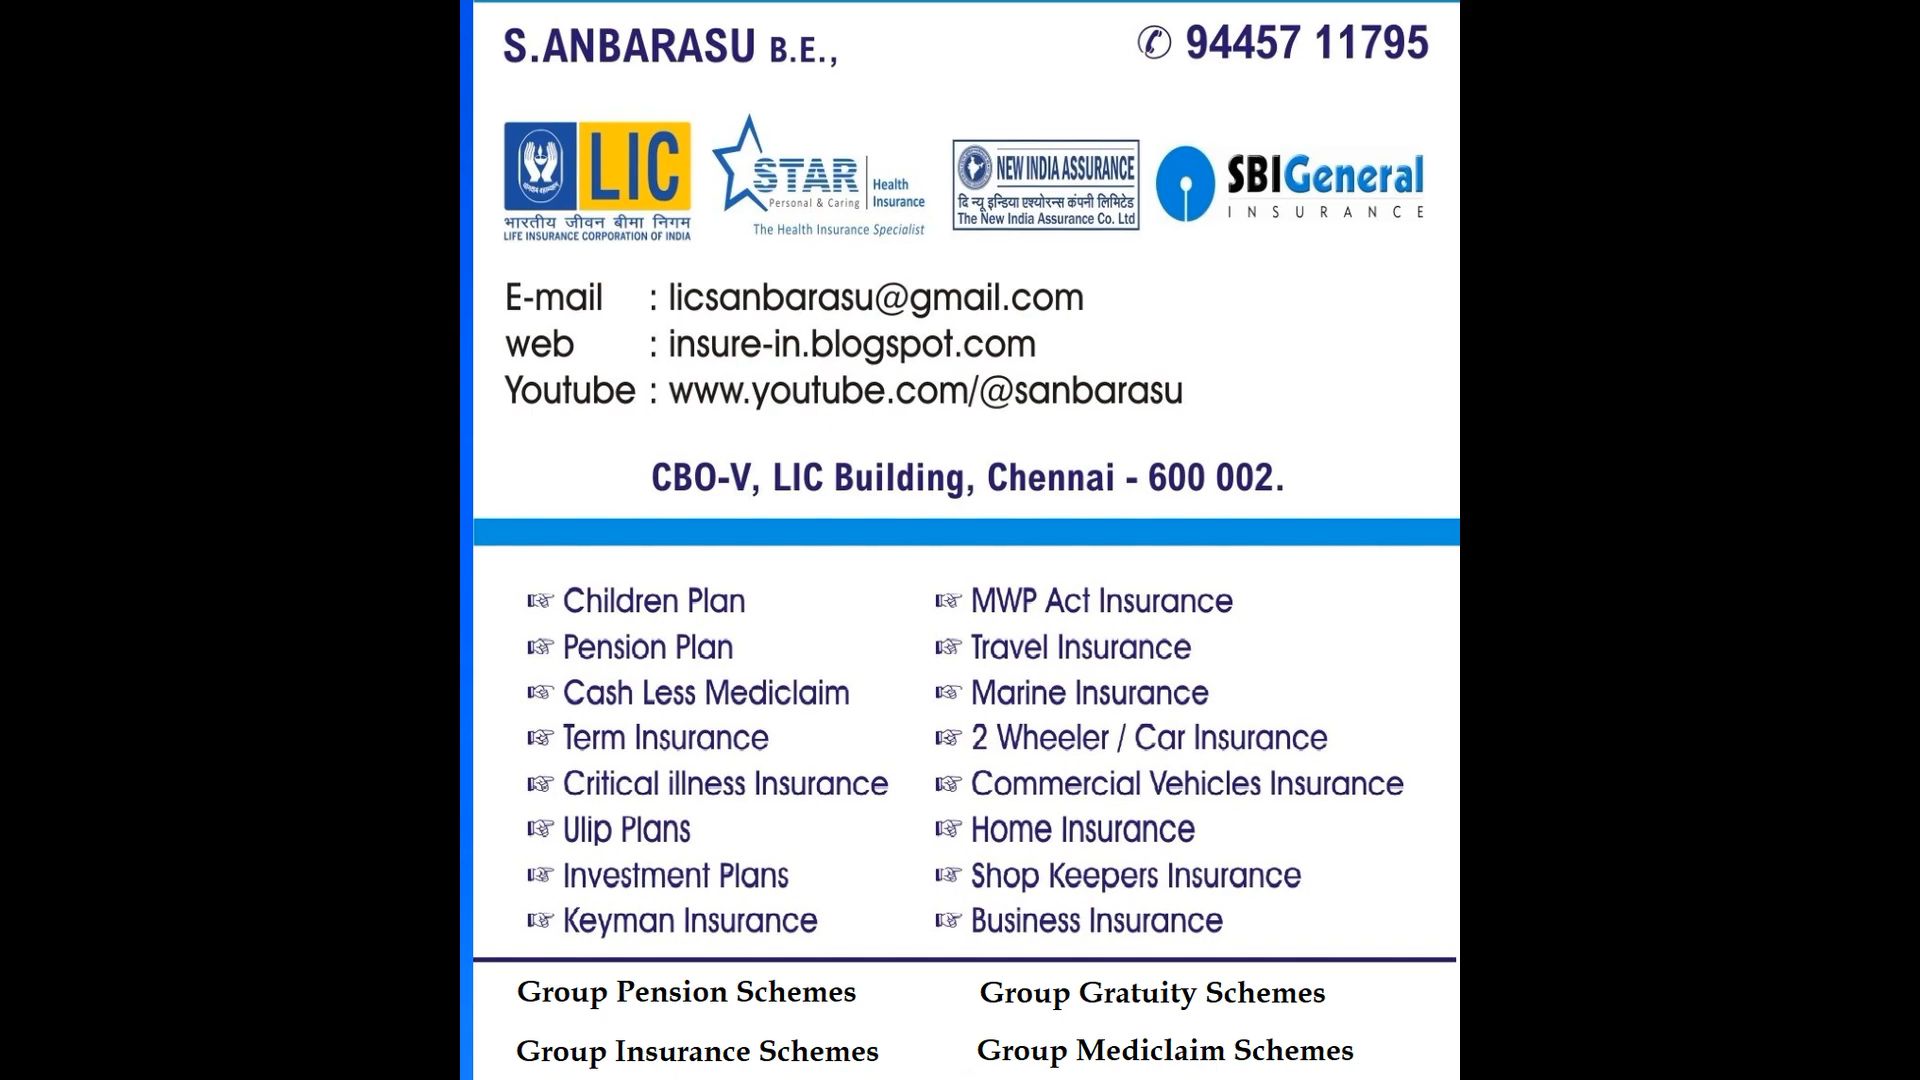 S.ANBARASU B.E.,
✆ 94457 11795
LIC
भारतीय जीवन बीमा निगम
LIFE INSURANCE CORPORATION OF INDIA
STAR Health Insurance
Personal & Caring
The Health Insurance Specialist
NEW INDIA ASSURANCE
दि न्यू इन्डिया एश्योरन्स कंपनी लिमिटेड
The New India Assurance Co. Ltd
SBI General
INSURANCE
E-mail : licsanbarasu@gmail.com
web : insure-in.blogspot.com
Youtube : www.youtube.com/@sanbarasu
CBO-V, LIC Building, Chennai - 600 002.
☞ Children Plan
☞ Pension Plan
☞ Cash Less Mediclaim
☞ Term Insurance
☞ Critical illness Insurance
☞ Ulip Plans
☞ Investment Plans
☞ Keyman Insurance
☞ MWP Act Insurance
☞ Travel Insurance
☞ Marine Insurance
☞ 2 Wheeler / Car Insurance
☞ Commercial Vehicles Insurance
☞ Home Insurance
☞ Shop Keepers Insurance
☞ Business Insurance
Group Pension Schemes
Group Gratuity Schemes
Group Insurance Schemes
Group Mediclaim Schemes